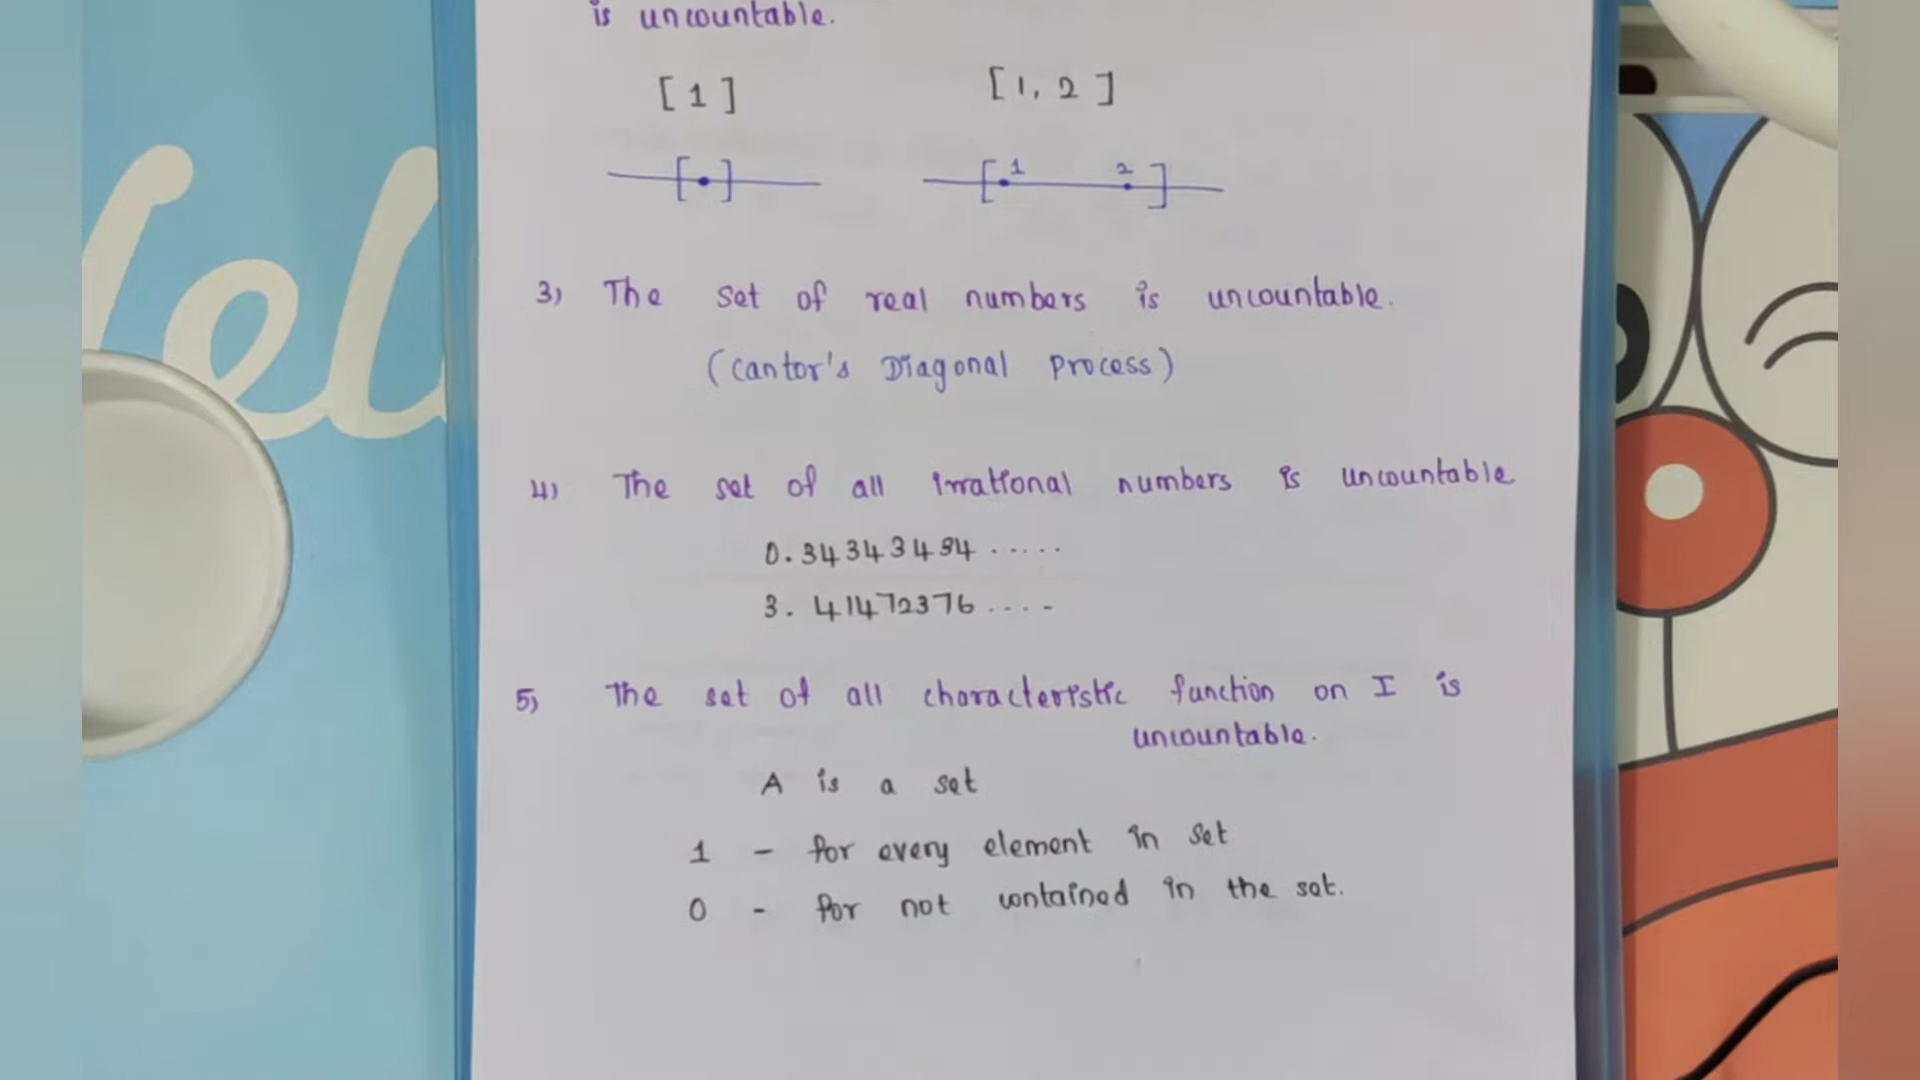 is uncountable.
[ 1 ] [ 1, 2 ]
[ ] [ 1 2 ]
3) The set of real numbers is uncountable.
(Cantor's Diagonal Process)
4) The set of all irrational numbers is uncountable
0.34343434 .....
3. 41472376 ....
5) The set of all characteristic function on I is
uncountable.
A is a set
1 - for every element in set
0 - for not contained in the set.